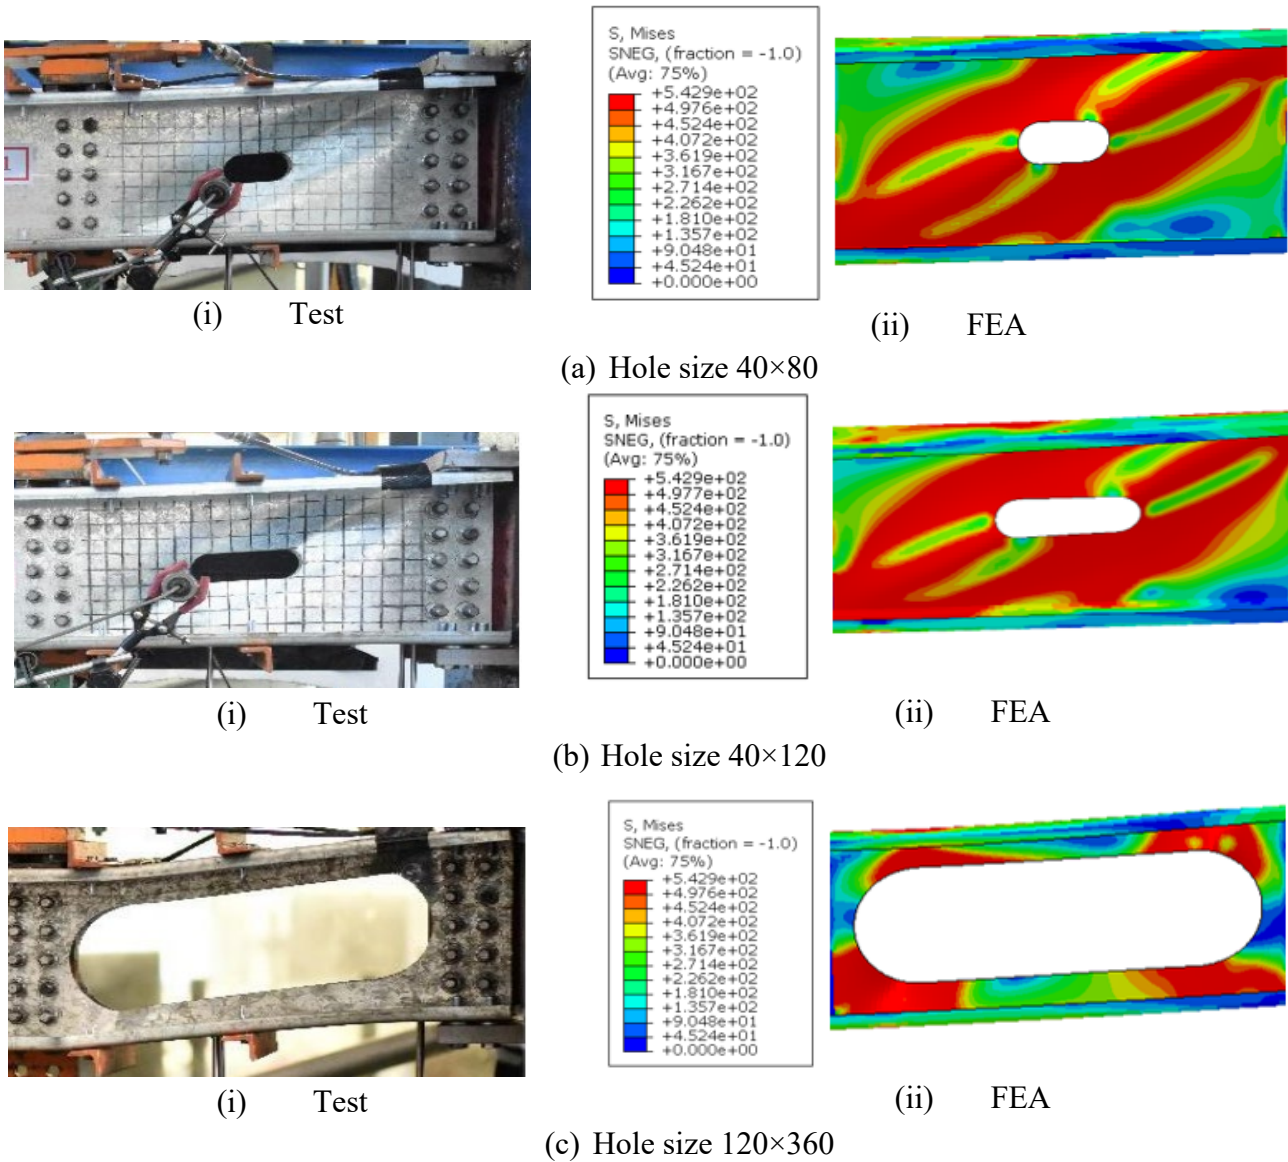 S, Mises
SNEG, (fraction = -1.0)
(Avg: 75%)
+5.429e+02
+4.976e+02
+4.524e+02
+4.072e+02
+3.619e+02
+3.167e+02
+2.714e+02
+2.262e+02
+1.810e+02
+1.357e+02
+9.048e+01
+4.524e+01
+0.000e+00
1
(i) Test
(ii) FEA
(a) Hole size 40×80
S, Mises
SNEG, (fraction = -1.0)
(Avg: 75%)
+5.429e+02
+4.977e+02
+4.524e+02
+4.072e+02
+3.619e+02
+3.167e+02
+2.714e+02
+2.262e+02
+1.810e+02
+1.357e+02
+9.048e+01
+4.524e+01
+0.000e+00
(i) Test
(ii) FEA
(b) Hole size 40×120
S, Mises
SNEG, (fraction = -1.0)
(Avg: 75%)
+5.429e+02
+4.976e+02
+4.524e+02
+4.072e+02
+3.619e+02
+3.167e+02
+2.714e+02
+2.262e+02
+1.810e+02
+1.357e+02
+9.048e+01
+4.524e+01
+0.000e+00
(i) Test
(ii) FEA
(c) Hole size 120×360